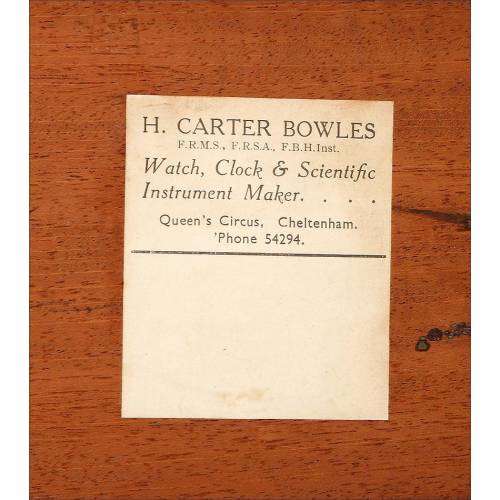 H. CARTER BOWLES
F.R.M.S., F.R.S.A., F.B.H.Inst.
Watch, Clock & Scientific
Instrument Maker. . . .
Queen's Circus, Cheltenham.
'Phone 54294.